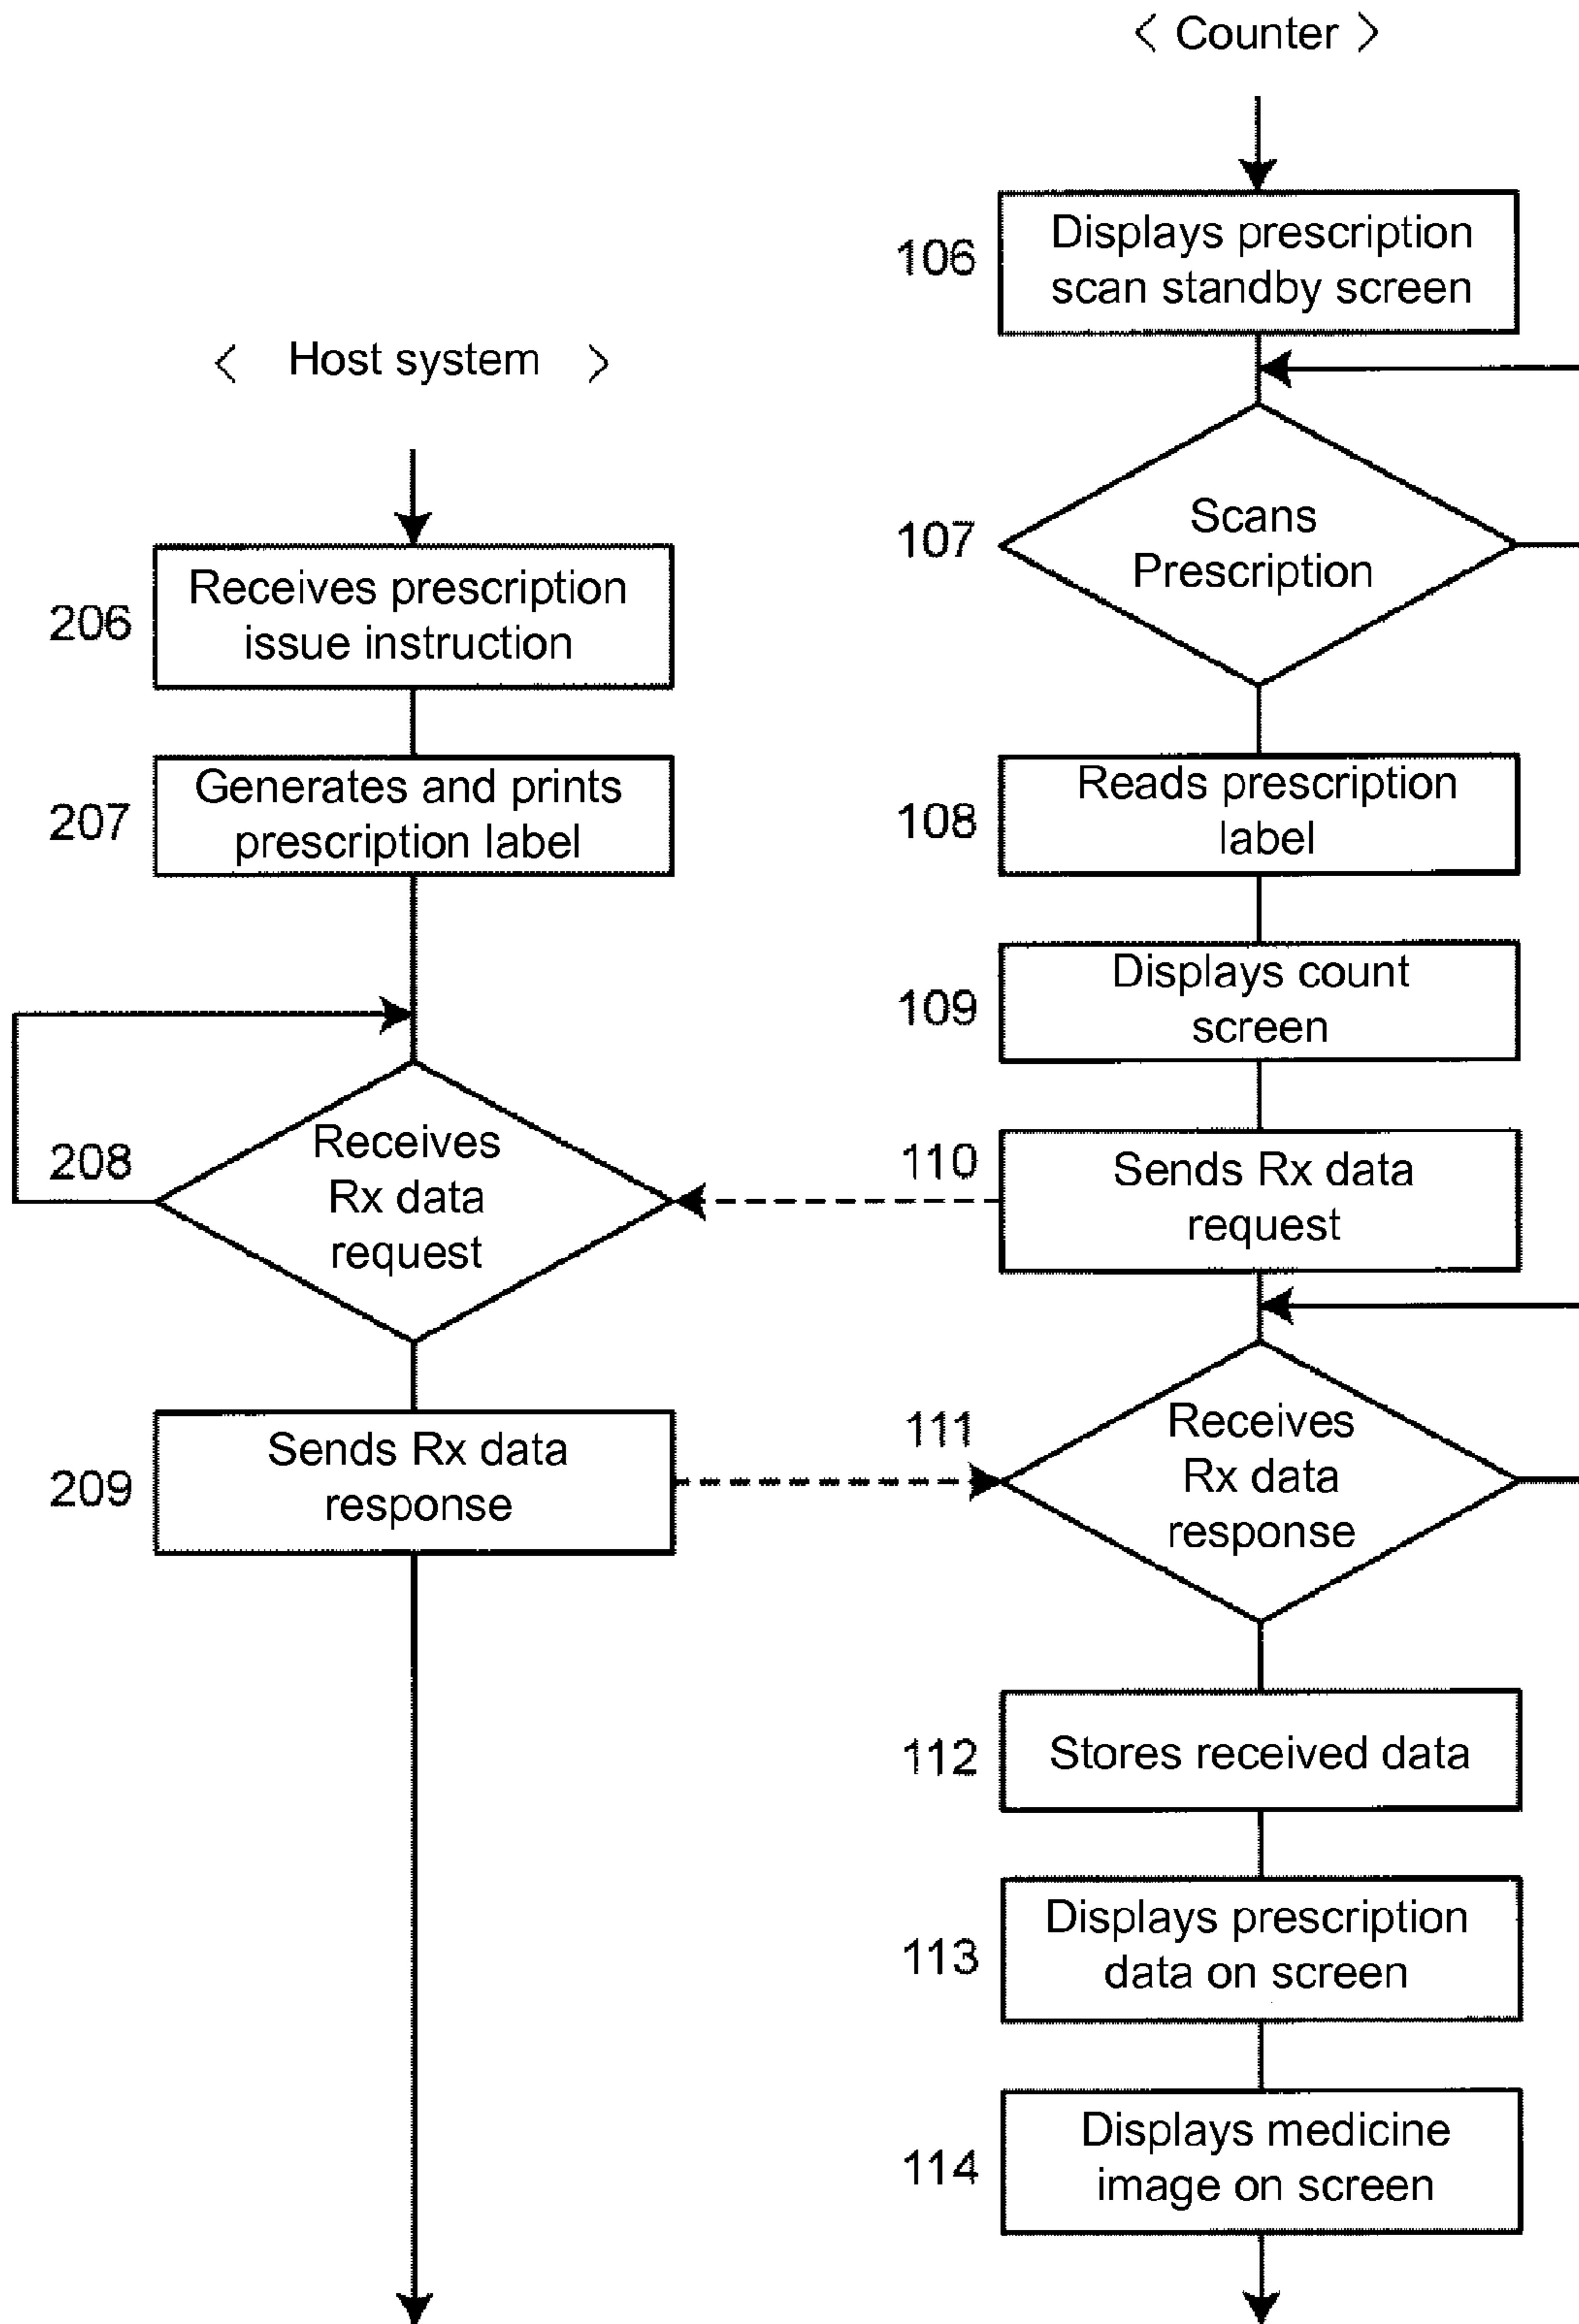 < Counter >
106
Displays prescription
scan standby screen
< Host system >
107
Scans
Prescription
206
Receives prescription
issue instruction
207
Generates and prints
prescription label
108
Reads prescription
label
109
Displays count
screen
208
Receives
Rx data
request
110
Sends Rx data
request
209
Sends Rx data
response
111
Receives
Rx data
response
112
Stores received data
113
Displays prescription
data on screen
114
Displays medicine
image on screen